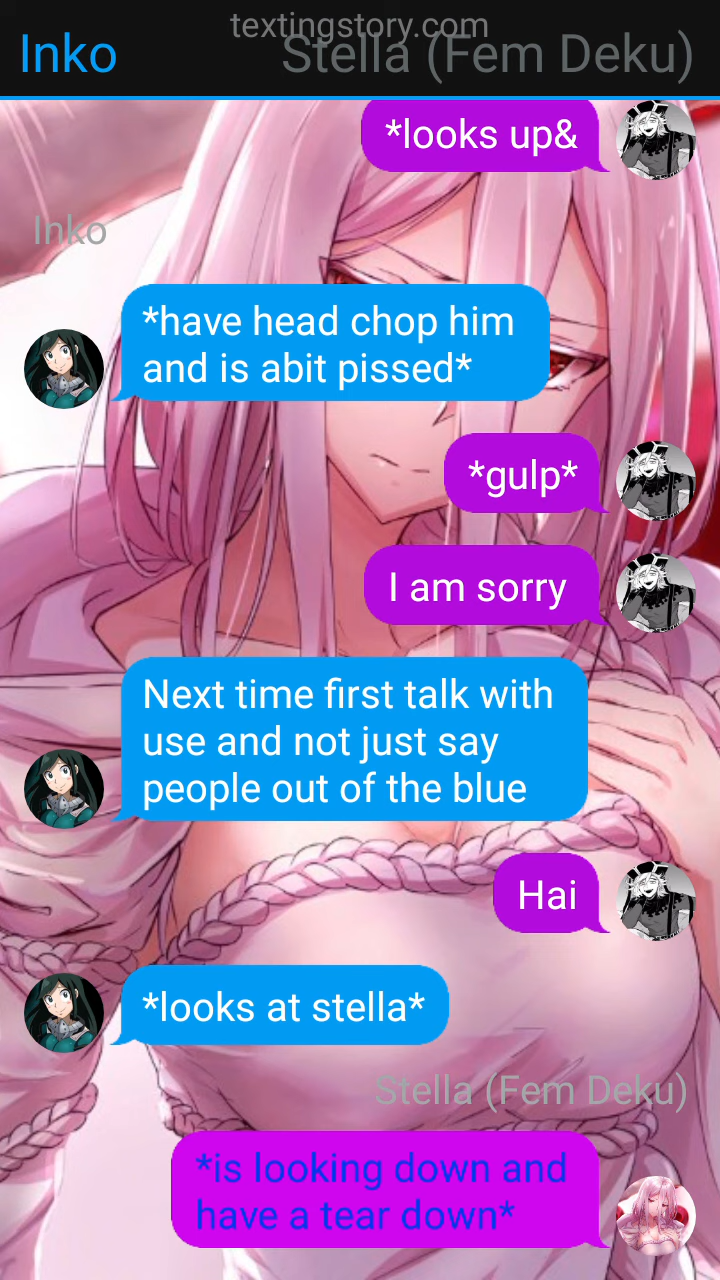 textingstory.com
Inko
Stella (Fem Deku)
*looks up&
Inko
*have head chop him
and is abit pissed*
*gulp*
I am sorry
Next time first talk with
use and not just say
people out of the blue
Hai
*looks at stella*
Stella (Fem Deku)
*is looking down and
have a tear down*